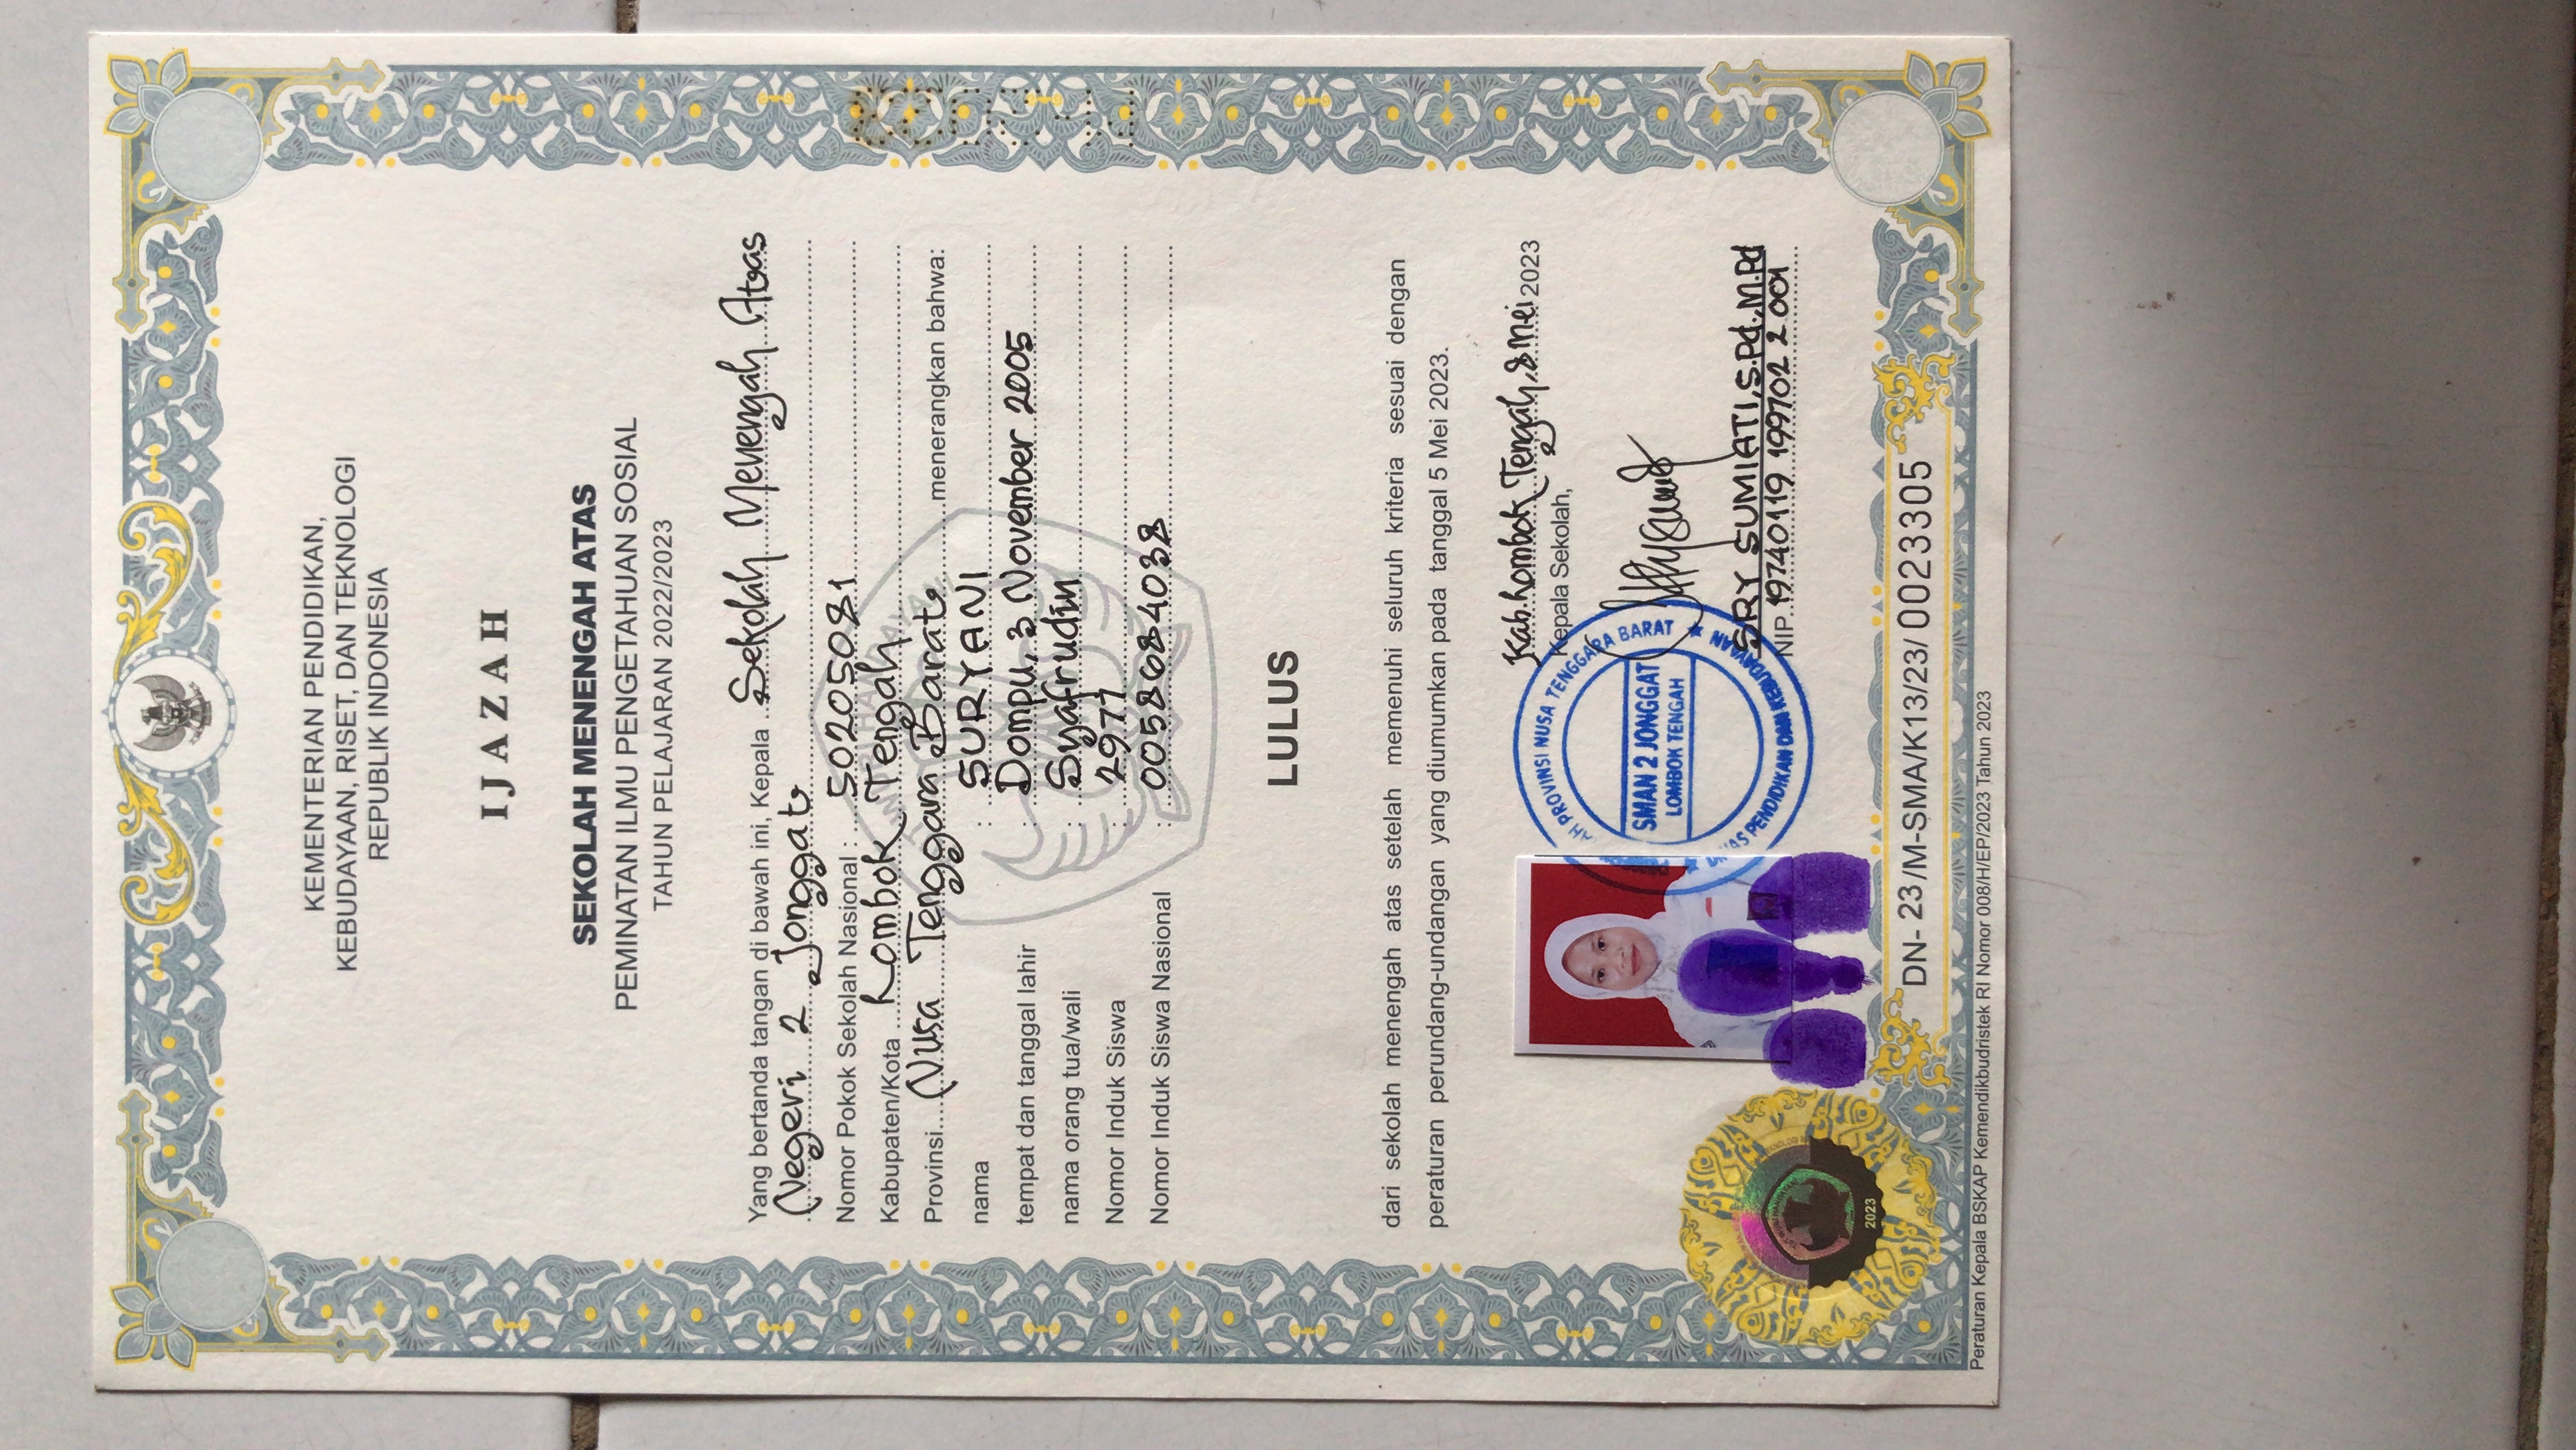 KEMENTERIAN PENDIDIKAN,
KEBUDAYAAN, RISET, DAN TEKNOLOGI
REPUBLIK INDONESIA
IJAZAH
SEKOLAH MENENGAH ATAS
PEMINATAN ILMU PENGETAHUAN SOSIAL
TAHUN PELAJARAN 2022/2023
Yang bertanda tangan di bawah ini, Kepala Sekolah Menengah Atas
Negeri 2 Jonggat
Nomor Pokok Sekolah Nasional : 50205081
Kabupaten/Kota Lombok Tengah
Provinsi Nusa Tenggara Barat menerangkan bahwa:
nama : SURYANI
tempat dan tanggal lahir : Dompu, 3 November 2005
nama orang tua/wali : Syafrudin
Nomor Induk Siswa : 2977
Nomor Induk Siswa Nasional : 0058684038
LULUS
dari sekolah menengah atas setelah memenuhi seluruh kriteria sesuai dengan
peraturan perundang-undangan yang diumumkan pada tanggal 5 Mei 2023.
Kab. Lombok Tengah, 8 Mei 2023
Kepala Sekolah,
PROVINSI NUSA TENGGARA BARAT
SMAN 2 JONGGAT
LOMBOK TENGAH
DINAS PENDIDIKAN DAN KEBUDAYAAN
SRY SUMIATI, S.Pd., M.Pd
NIP. 19740119 199702 2 001
2023
DN- 23 /M-SMA/K13/23/ 0023305
Peraturan Kepala BSKAP Kemendikbudristek RI Nomor 008/H/EP/2023 Tahun 2023